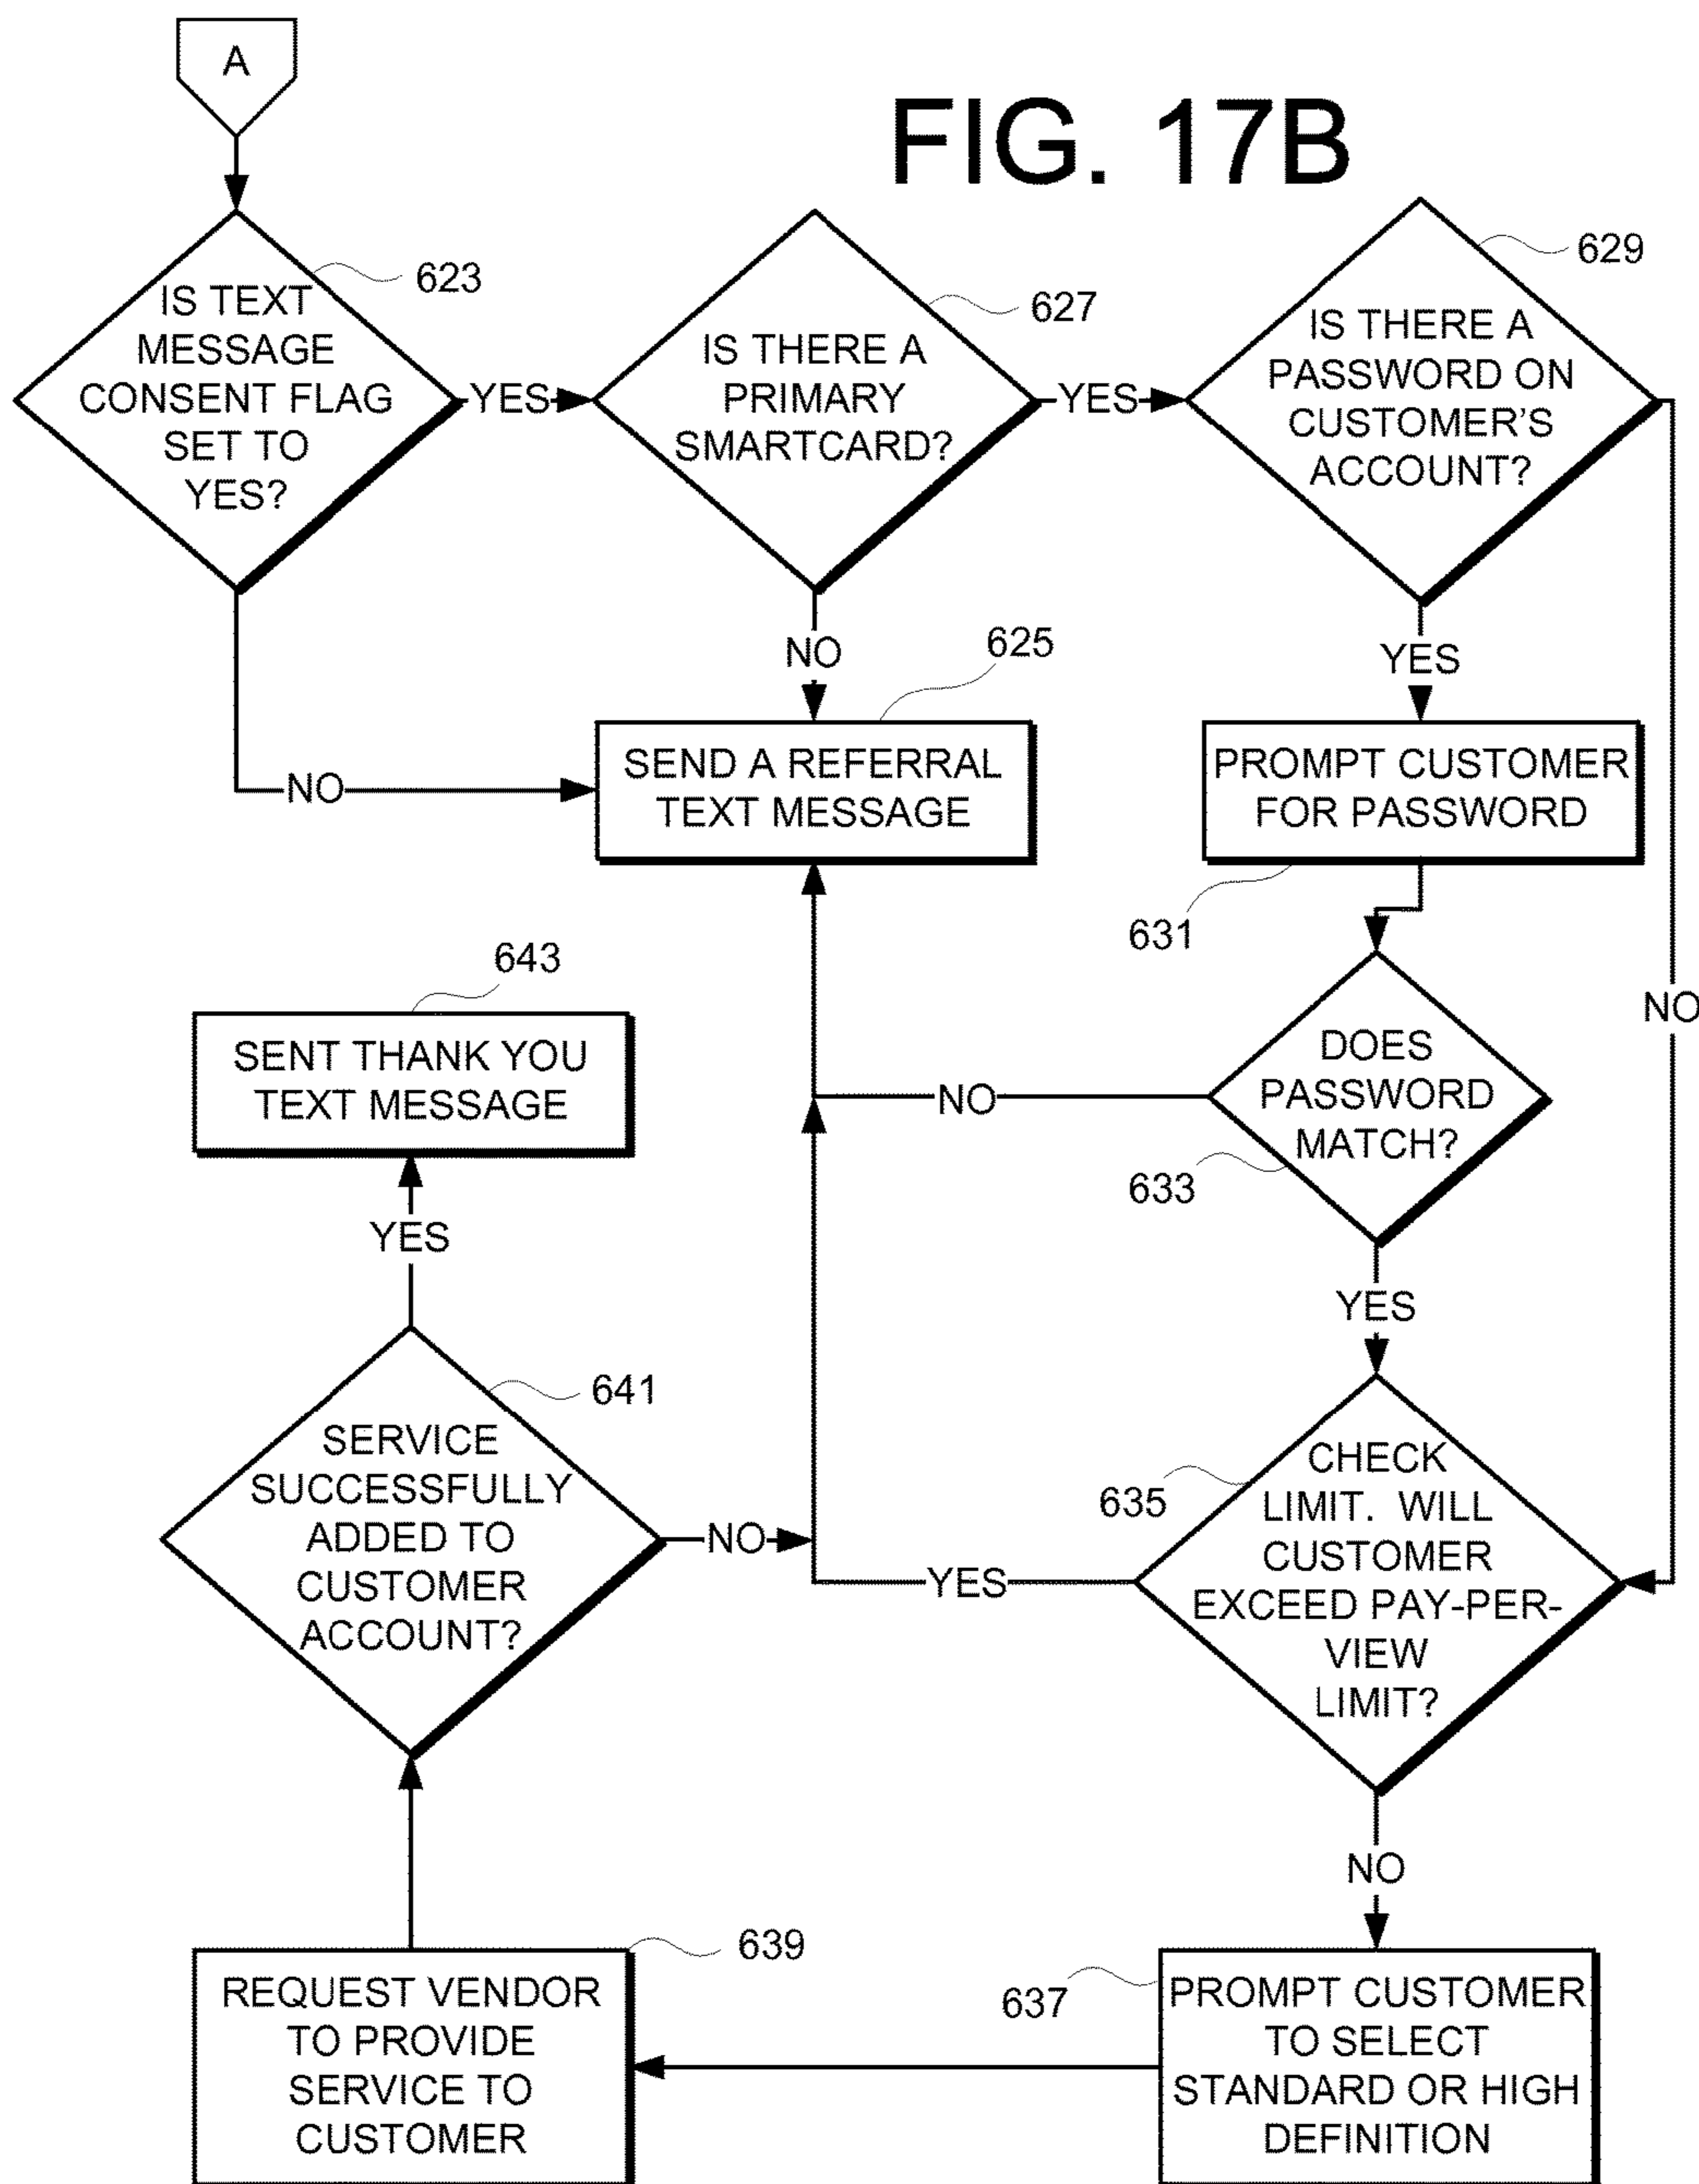 A
FIG. 17B
623
IS TEXT
MESSAGE
CONSENT FLAG
SET TO
YES?
YES
627
IS THERE A
PRIMARY
SMARTCARD?
YES
629
IS THERE A
PASSWORD ON
CUSTOMER'S
ACCOUNT?
NO
NO
625
SEND A REFERRAL
TEXT MESSAGE
YES
PROMPT CUSTOMER
FOR PASSWORD
631
NO
DOES
PASSWORD
MATCH?
633
NO
YES
643
SENT THANK YOU
TEXT MESSAGE
YES
641
SERVICE
SUCCESSFULLY
ADDED TO
CUSTOMER
ACCOUNT?
NO
635
CHECK
LIMIT. WILL
CUSTOMER
EXCEED PAY-PER-
VIEW
LIMIT?
YES
NO
639
REQUEST VENDOR
TO PROVIDE
SERVICE TO
CUSTOMER
637
PROMPT CUSTOMER
TO SELECT
STANDARD OR HIGH
DEFINITION